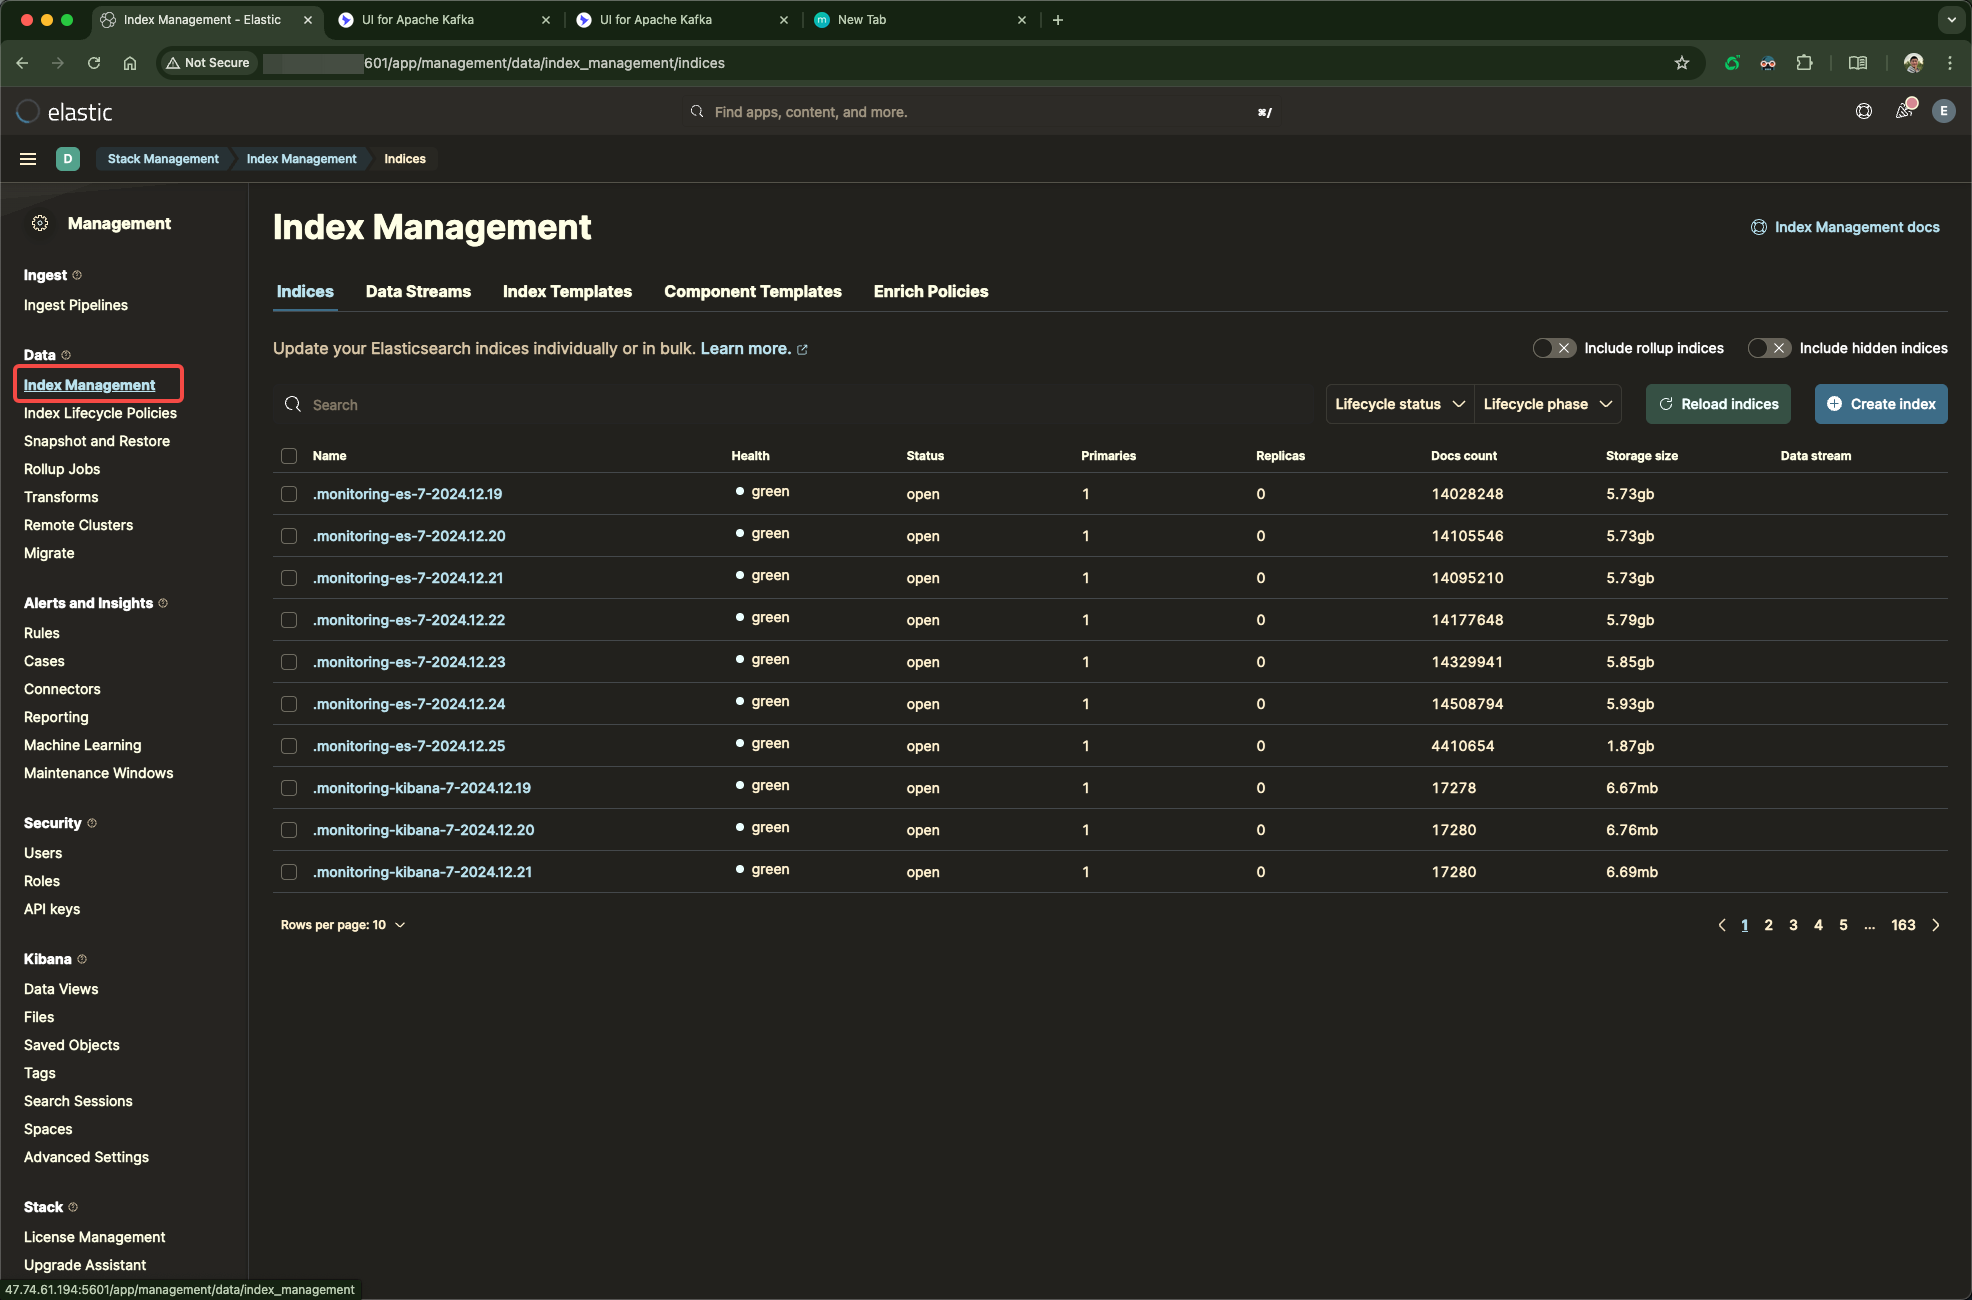 Index Management - Elastic
UI for Apache Kafka
UI for Apache Kafka
New Tab
Not Secure
601/app/management/data/index_management/indices
elastic
Find apps, content, and more.
⌘/
E
D
Stack Management
Index Management
Indices
Management
Ingest
Ingest Pipelines
Data
Index Management
Index Lifecycle Policies
Snapshot and Restore
Rollup Jobs
Transforms
Remote Clusters
Migrate
Alerts and Insights
Rules
Cases
Connectors
Reporting
Machine Learning
Maintenance Windows
Security
Users
Roles
API keys
Kibana
Data Views
Files
Saved Objects
Tags
Search Sessions
Spaces
Advanced Settings
Stack
License Management
Upgrade Assistant
47.74.61.194:5601/app/management/data/index_management
Index Management
Index Management docs
Indices Data Streams Index Templates Component Templates Enrich Policies
Update your Elasticsearch indices individually or in bulk. Learn more.
Include rollup indices
Include hidden indices
Search
Lifecycle status
Lifecycle phase
Reload indices
Create index
Name Health Status Primaries Replicas Docs count Storage size Data stream
.monitoring-es-7-2024.12.19 green open 1 0 14028248 5.73gb
.monitoring-es-7-2024.12.20 green open 1 0 14105546 5.73gb
.monitoring-es-7-2024.12.21 green open 1 0 14095210 5.73gb
.monitoring-es-7-2024.12.22 green open 1 0 14177648 5.79gb
.monitoring-es-7-2024.12.23 green open 1 0 14329941 5.85gb
.monitoring-es-7-2024.12.24 green open 1 0 14508794 5.93gb
.monitoring-es-7-2024.12.25 green open 1 0 4410654 1.87gb
.monitoring-kibana-7-2024.12.19 green open 1 0 17278 6.67mb
.monitoring-kibana-7-2024.12.20 green open 1 0 17280 6.76mb
.monitoring-kibana-7-2024.12.21 green open 1 0 17280 6.69mb
Rows per page: 10
1 2 3 4 5 ... 163